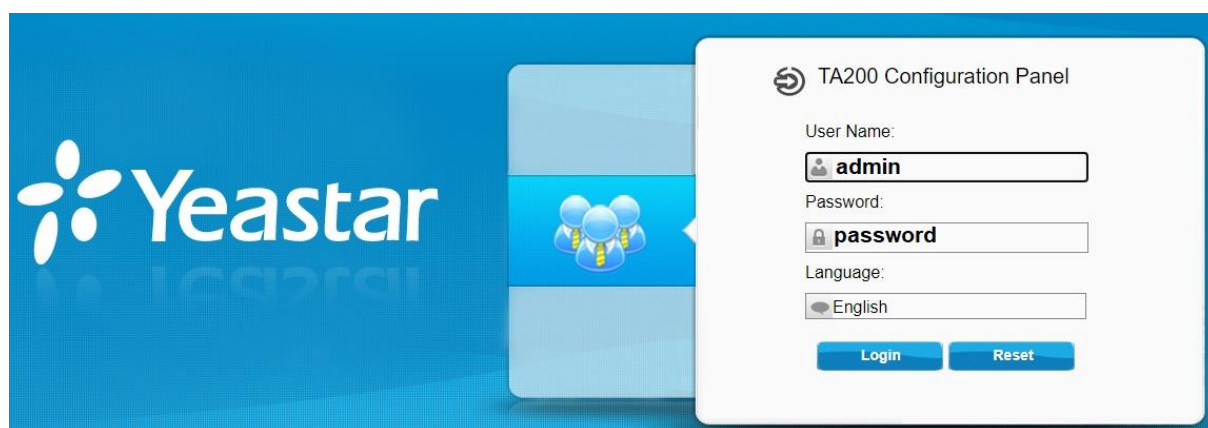 Yeastar
TA200 Configuration Panel
User Name:
admin
Password:
password
Language:
English
Login Reset